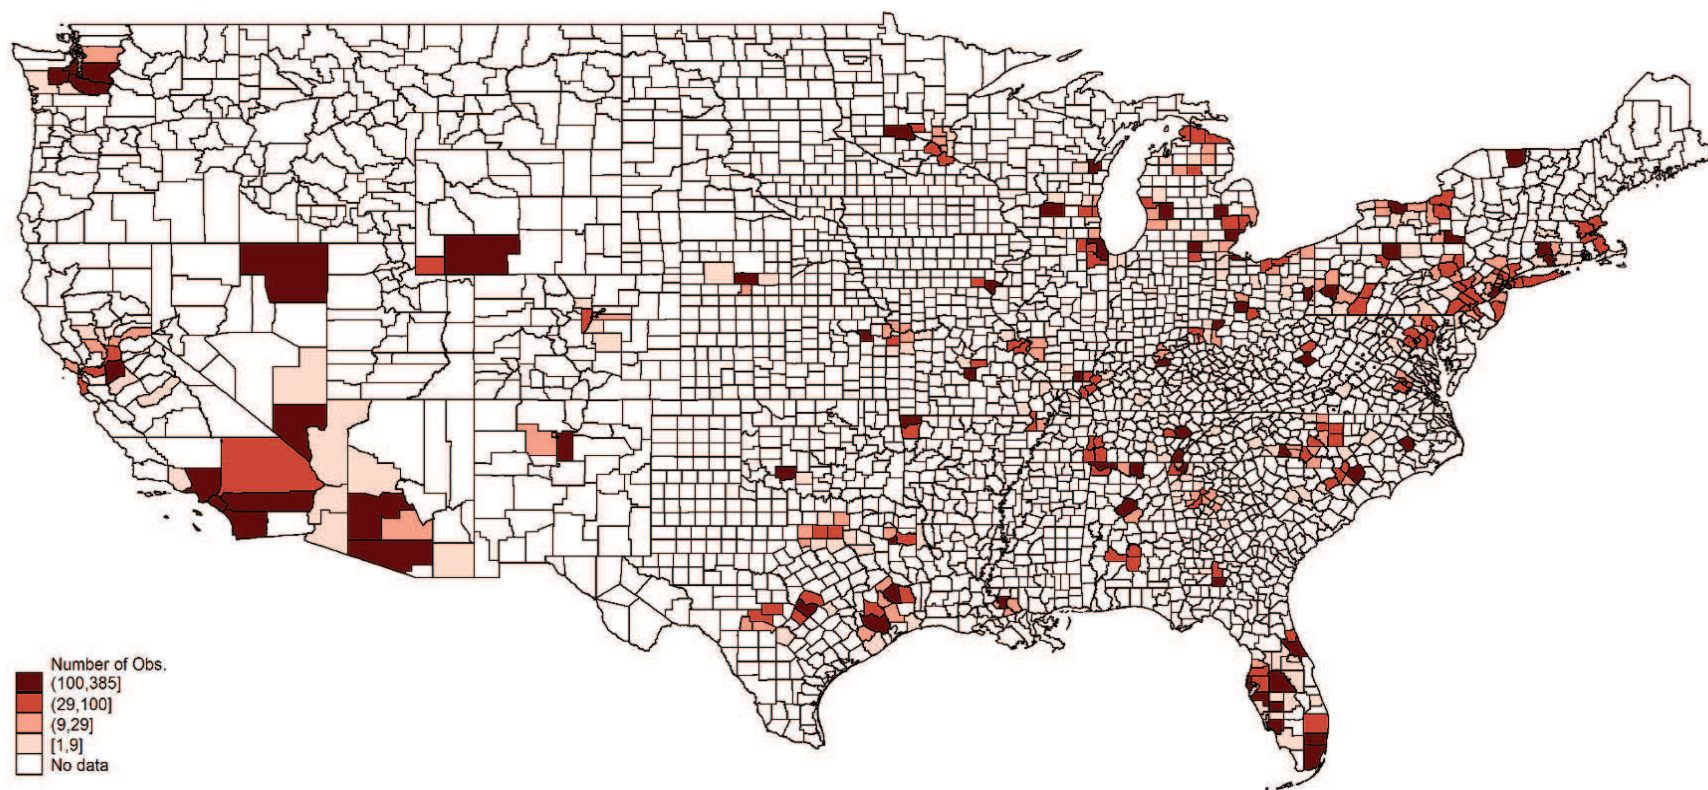 Number of Obs.
(100,385]
(29,100]
(9,29]
[1,9]
No data